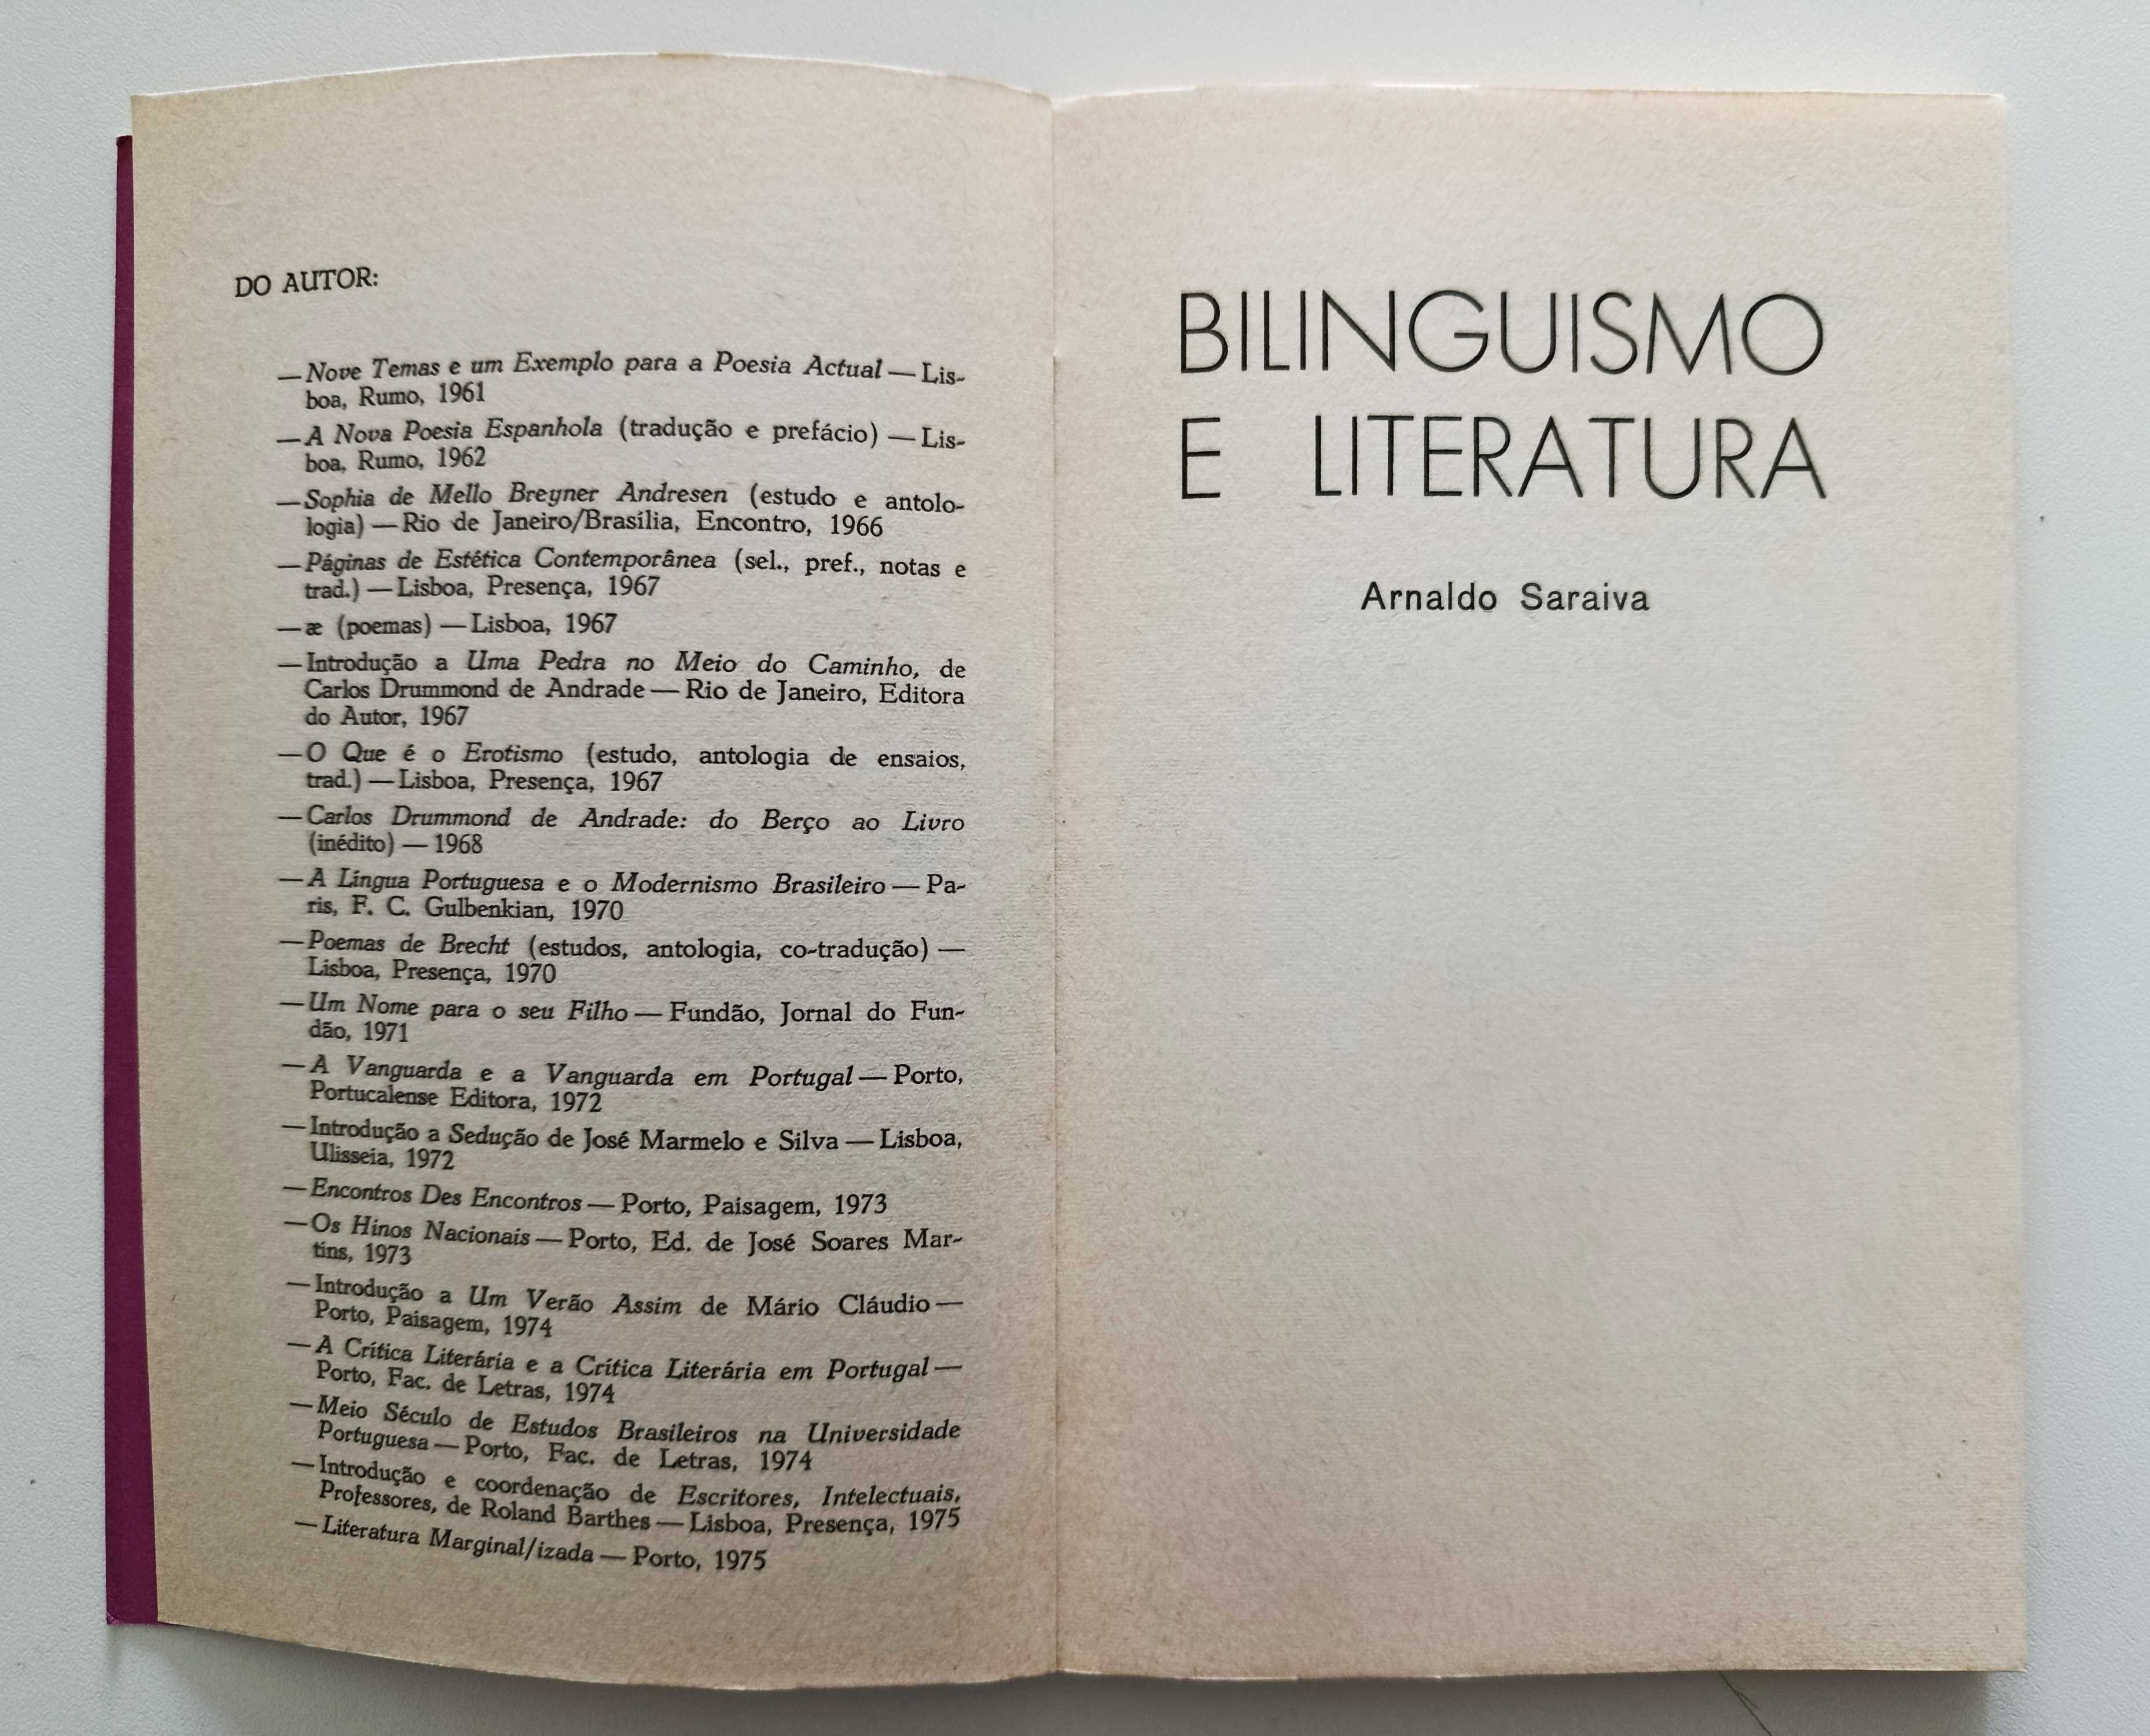 DO AUTOR:
— Nove Temas e um Exemplo para a Poesia Actual — Lis-
boa, Rumo, 1961
— A Nova Poesia Espanhola (tradução e prefácio) — Lis-
boa, Rumo, 1962
— Sophia de Mello Breyner Andresen (estudo e antolo-
logia) — Rio de Janeiro/Brasília, Encontro, 1966
— Páginas de Estética Contemporânea (sel., pref., notas e
trad.) — Lisboa, Presença, 1967
— æ (poemas) — Lisboa, 1967
— Introdução a Uma Pedra no Meio do Caminho, de
Carlos Drummond de Andrade — Rio de Janeiro, Editora
do Autor, 1967
— O Que é o Erotismo (estudo, antologia de ensaios,
trad.) — Lisboa, Presença, 1967
— Carlos Drummond de Andrade: do Berço ao Livro
(inédito) — 1968
— A Língua Portuguesa e o Modernismo Brasileiro — Pa-
ris, F. C. Gulbenkian, 1970
— Poemas de Brecht (estudos, antologia, co-tradução) —
Lisboa, Presença, 1970
— Um Nome para o seu Filho — Fundão, Jornal do Fun-
dão, 1971
— A Vanguarda e a Vanguarda em Portugal — Porto,
Portucalense Editora, 1972
— Introdução a Sedução de José Marmelo e Silva — Lisboa,
Ulisseia, 1972
— Encontros Des Encontros — Porto, Paisagem, 1973
— Os Hinos Nacionais — Porto, Ed. de José Soares Mar-
tins, 1973
— Introdução a Um Verão Assim de Mário Cláudio —
Porto, Paisagem, 1974
— A Crítica Literária e a Crítica Literária em Portugal —
Porto, Fac. de Letras, 1974
— Meio Século de Estudos Brasileiros na Universidade
Portuguesa — Porto, Fac. de Letras, 1974
— Introdução e coordenação de Escritores, Intelectuais,
Professores, de Roland Barthes — Lisboa, Presença, 1975
— Literatura Marginal/izada — Porto, 1975
BILINGUISMO
E LITERATURA
Arnaldo Saraiva